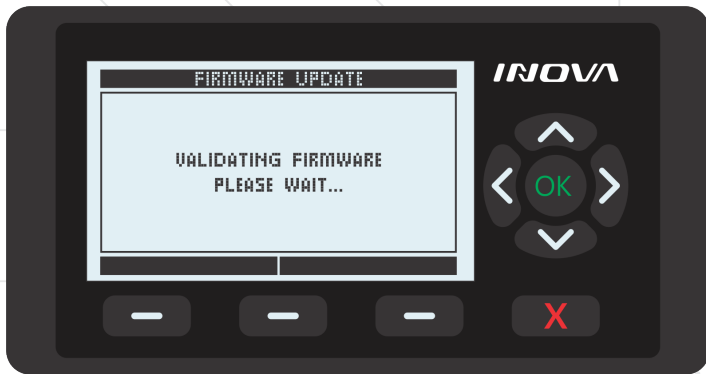 FIRMWARE UPDATE
INOVA
VALIDATING FIRMWARE
PLEASE WAIT...
OK
X